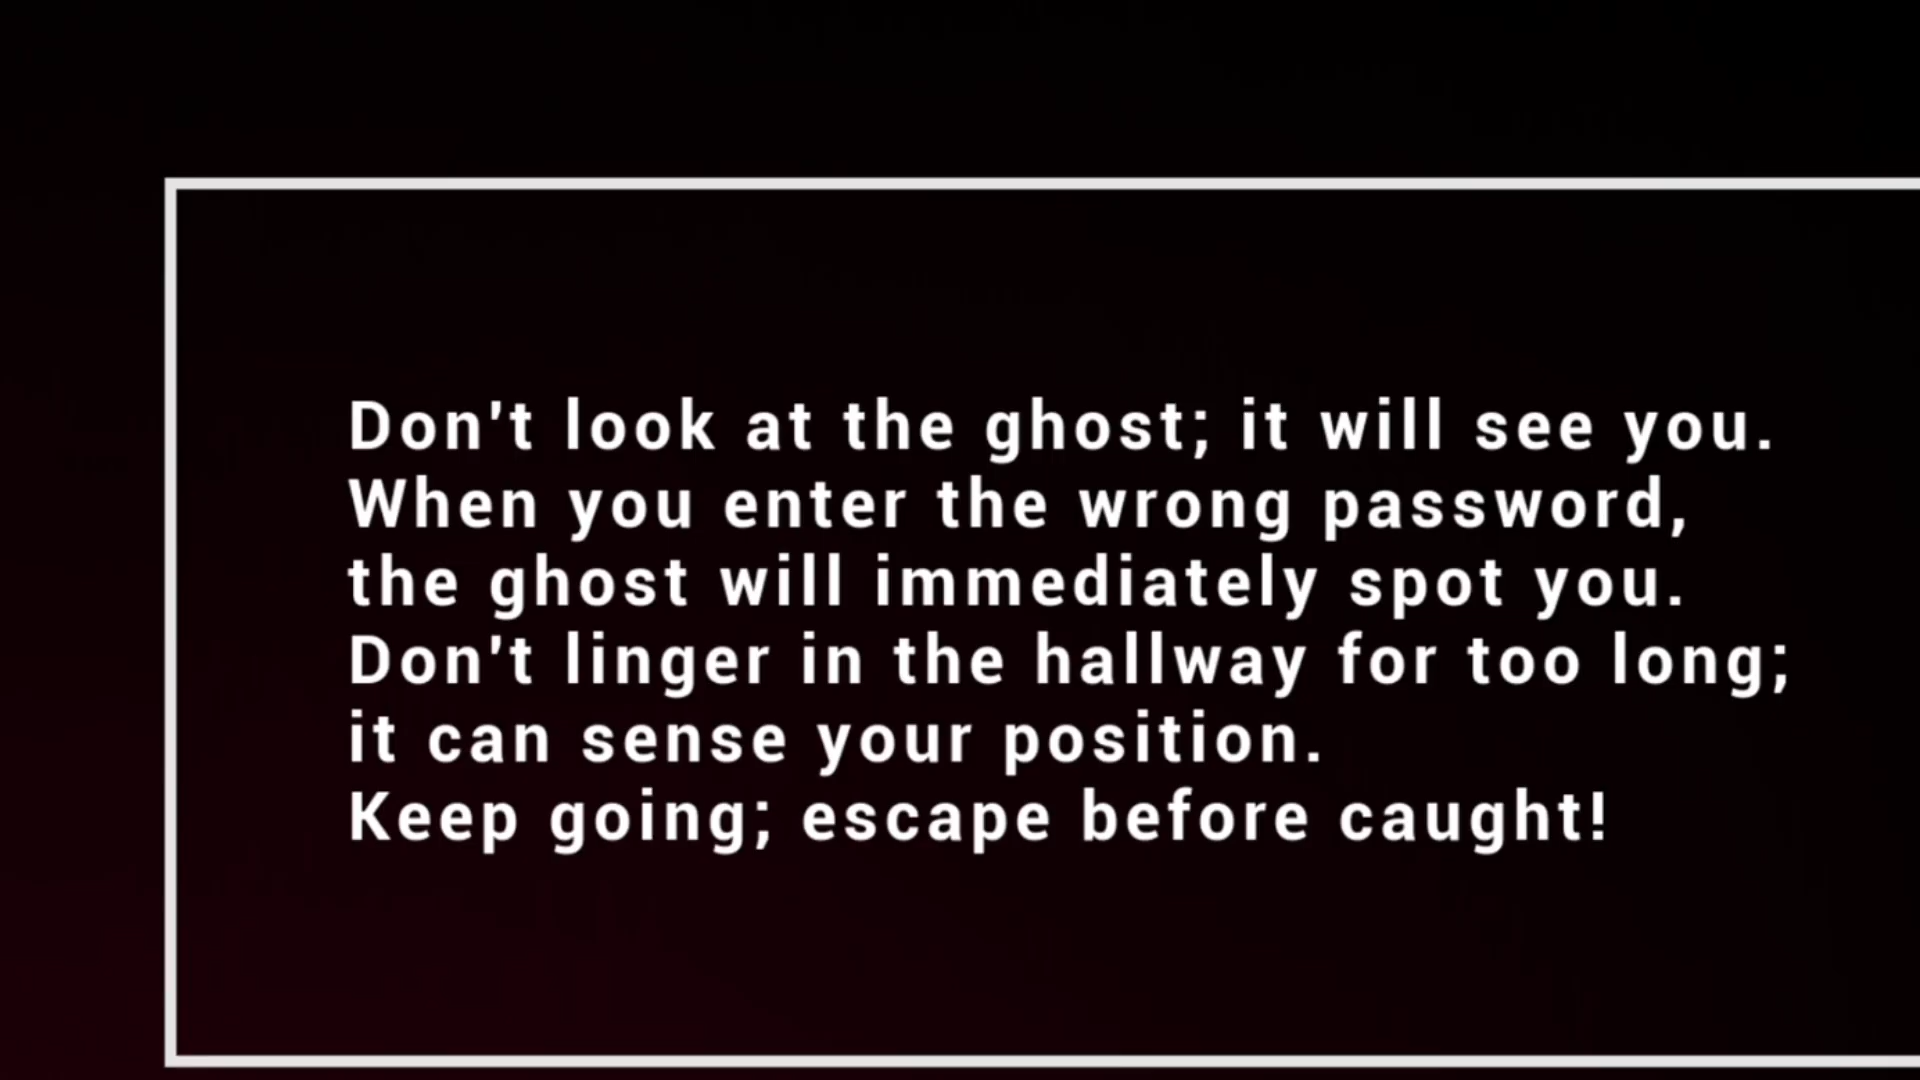 Don't look at the ghost; it will see you.
When you enter the wrong password,
the ghost will immediately spot you.
Don't linger in the hallway for too long;
it can sense your position.
Keep going; escape before caught!